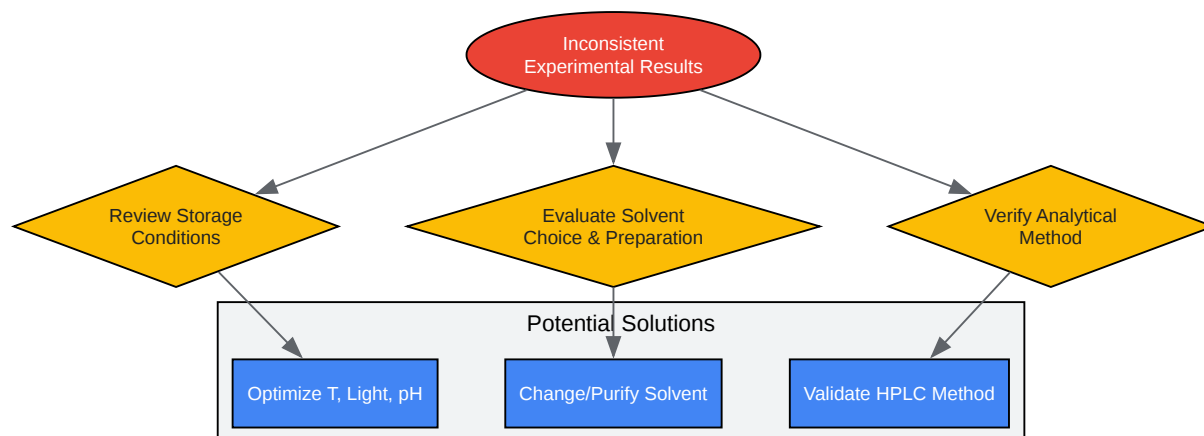 Inconsistent
Experimental Results
Review Storage
Conditions
Evaluate Solvent
Choice & Preparation
Verify Analytical
Method
Potential Solutions
Optimize T, Light, pH
Change/Purify Solvent
Validate HPLC Method